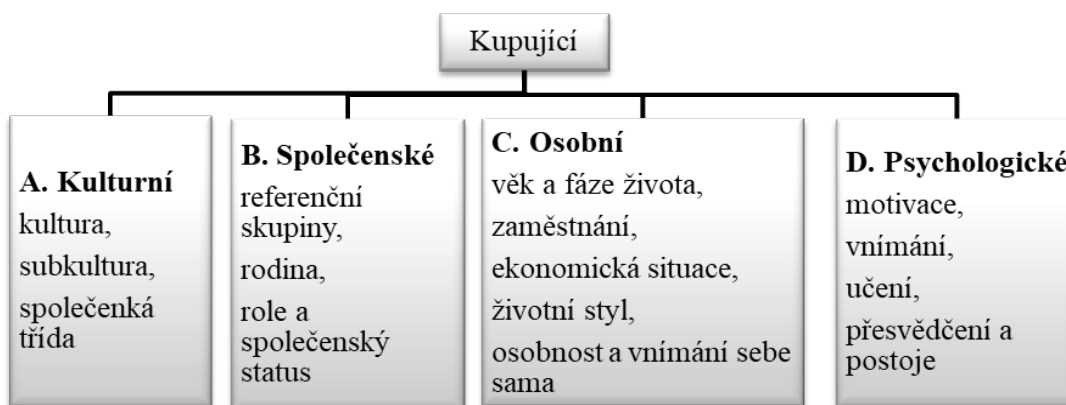 Kupující
A. Kulturní
kultura,
subkultura,
společenká
třída
B. Společenské
referenční
skupiny,
rodina,
role a
společenský
status
C. Osobní
věk a fáze života,
zaměstnání,
ekonomická situace,
životní styl,
osobnost a vnímání sebe
sama
D. Psychologické
motivace,
vnímání,
učení,
přesvědčení a
postoje